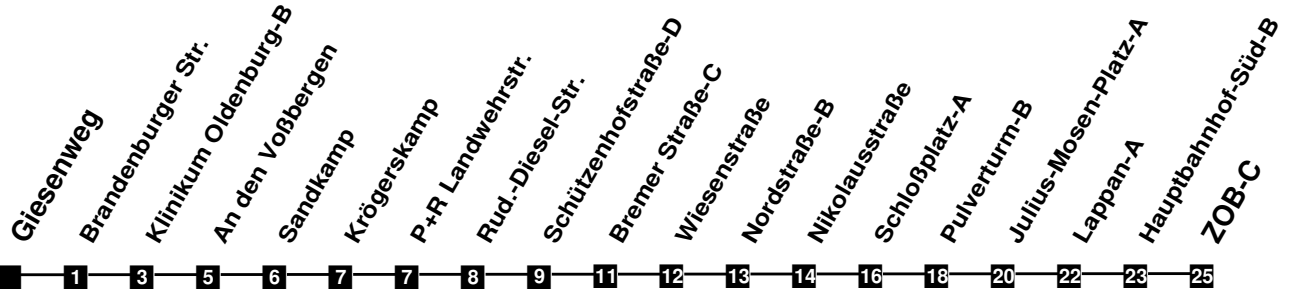 Giesenweg
Brandenburger Str.
Klinikum Oldenburg-B
An den Voßbergen
Sandkamp
Krögerskamp
P+R Landwehrstr.
Rud.-Diesel-Str.
Schützenhofstraße-D
Bremer Straße-C
Wiesenstraße
Nordstraße-B
Nikolausstraße
Schloßplatz-A
Pulverturm-B
Julius-Mosen-Platz-A
Lappan-A
Hauptbahnhof-Süd-B
ZOB-C
1 3 5 6 7 7 8 9 11 12 13 14 16 18 20 22 23 25